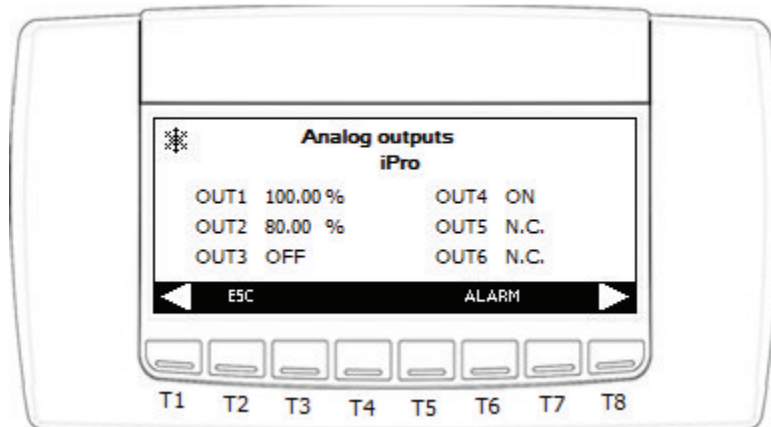 Analog outputs
iPro
OUT1 100.00 % OUT4 ON
OUT2 80.00 % OUT5 N.C.
OUT3 OFF OUT6 N.C.
ESC ALARM
T1 T2 T3 T4 T5 T6 T7 T8